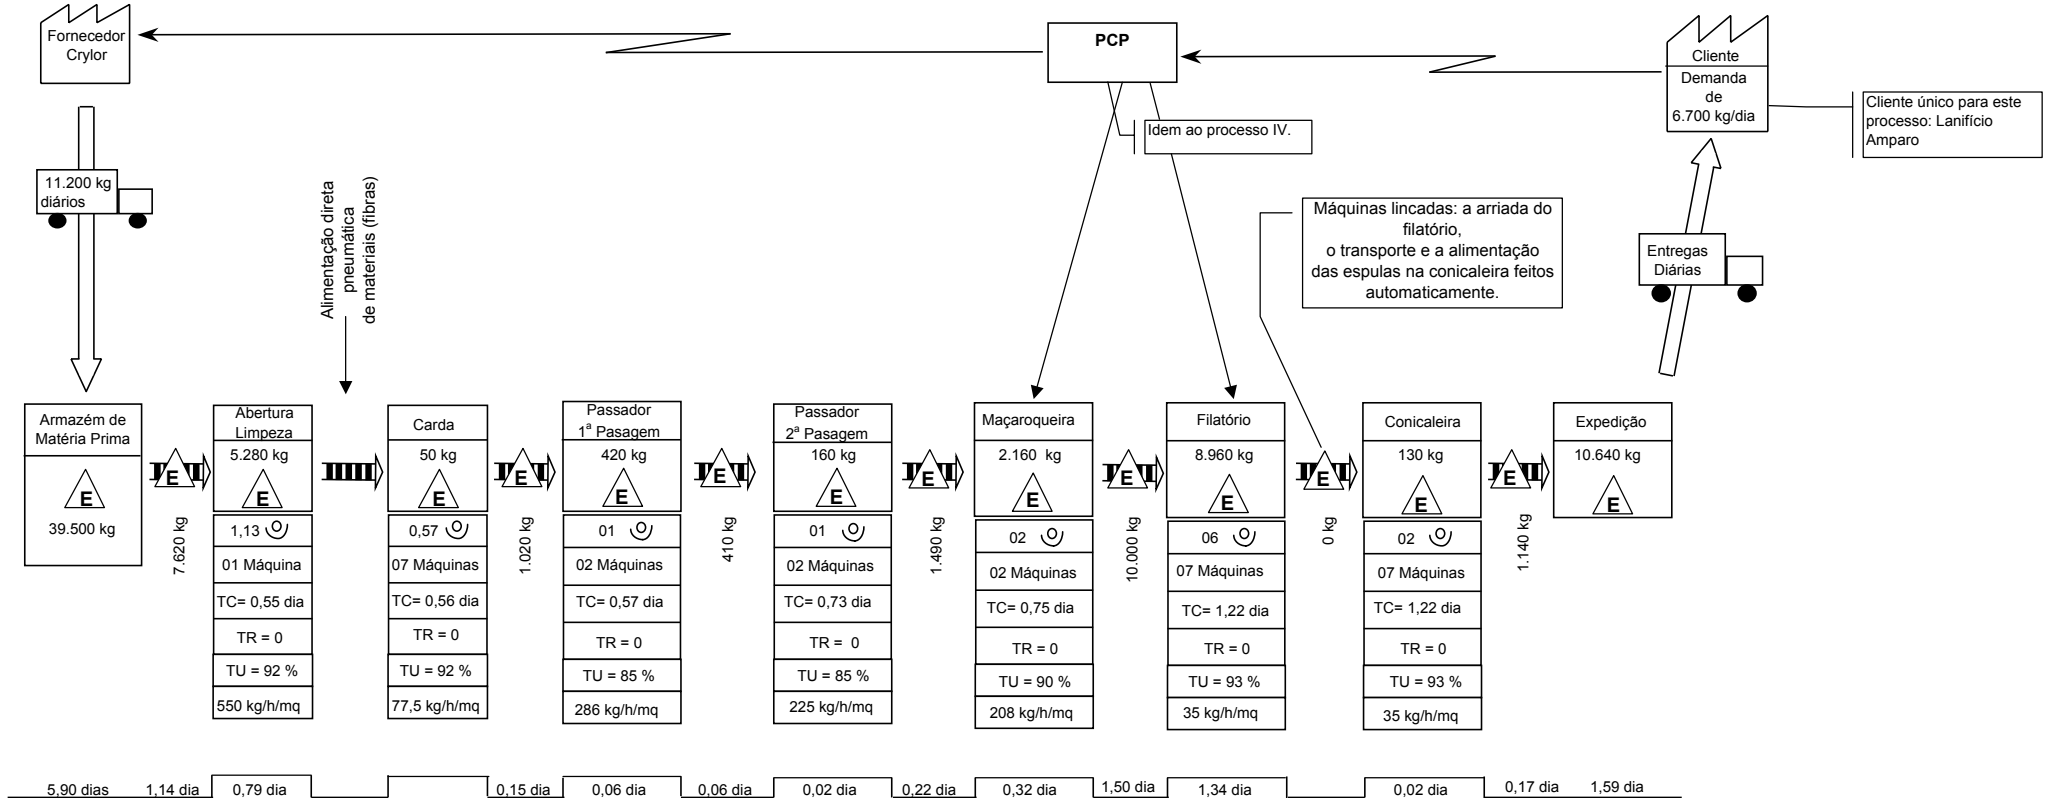 Fornecedor
Crylor
PCP
Cliente
Demanda
de
6.700 kg/dia
Cliente único para este
processo: Lanifício
Amparo
Idem ao processo IV.
11.200 kg
diários
Alimentação direta
pneumática
de materiais (fibras)
Máquinas lincadas: a arriada do
filatório,
o transporte e a alimentação
das espulas na conicaleira feitos
automaticamente.
Entregas
Diárias
Armazém de
Matéria Prima
E
39.500 kg
E
7.620 kg
Abertura
Limpeza
5.280 kg
E
1,13
01 Máquina
TC= 0,55 dia
TR = 0
TU = 92 %
550 kg/h/mq
Carda
50 kg
E
0,57
07 Máquinas
TC= 0,56 dia
TR = 0
TU = 92 %
77,5 kg/h/mq
E
1.020 kg
Passador
1ª Pasagem
420 kg
E
01
02 Máquinas
TC= 0,57 dia
TR = 0
TU = 85 %
286 kg/h/mq
E
410 kg
Passador
2ª Pasagem
160 kg
E
01
02 Máquinas
TC= 0,73 dia
TR = 0
TU = 85 %
225 kg/h/mq
E
1.490 kg
Maçaroqueira
2.160 kg
E
02
02 Máquinas
TC= 0,75 dia
TR = 0
TU = 90 %
208 kg/h/mq
E
10.000 kg
Filatório
8.960 kg
E
06
07 Máquinas
TC= 1,22 dia
TR = 0
TU = 93 %
35 kg/h/mq
E
0 kg
Conicaleira
130 kg
E
02
07 Máquinas
TC= 1,22 dia
TR = 0
TU = 93 %
35 kg/h/mq
E
1.140 kg
Expedição
10.640 kg
E
5,90 dias 1,14 dia 0,79 dia 0,15 dia 0,06 dia 0,06 dia 0,02 dia 0,22 dia 0,32 dia 1,50 dia 1,34 dia 0,02 dia 0,17 dia 1,59 dia